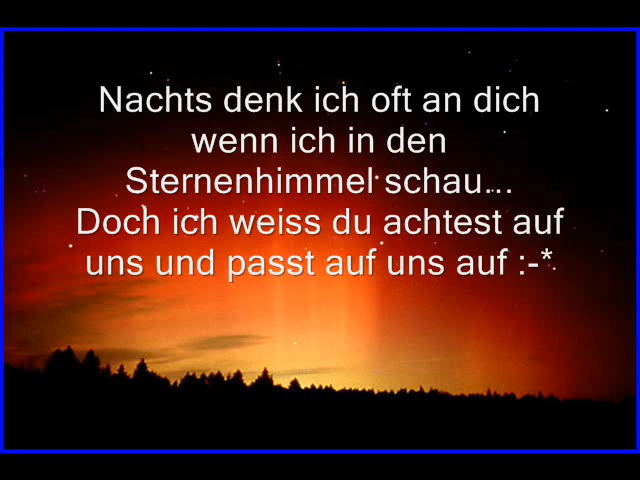 Nachts denk ich oft an dich
wenn ich in den
Sternenhimmel schau...
Doch ich weiss du achtest auf
uns und passt auf uns auf :-*